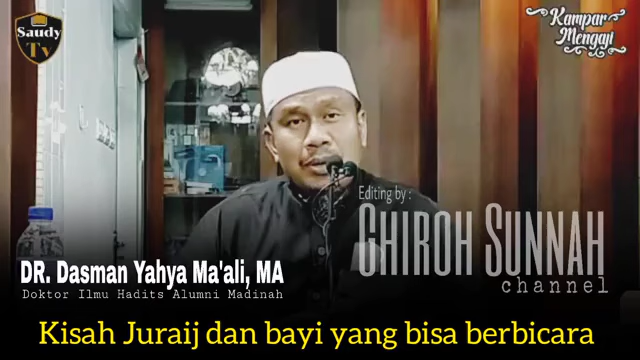 Saudy
Tv
Kampar
Mengaji
Editing by :
GHIROH SUNNAH
channel
DR. Dasman Yahya Ma'ali, MA
Doktor Ilmu Hadits Alumni Madinah
Kisah Juraij dan bayi yang bisa berbicara